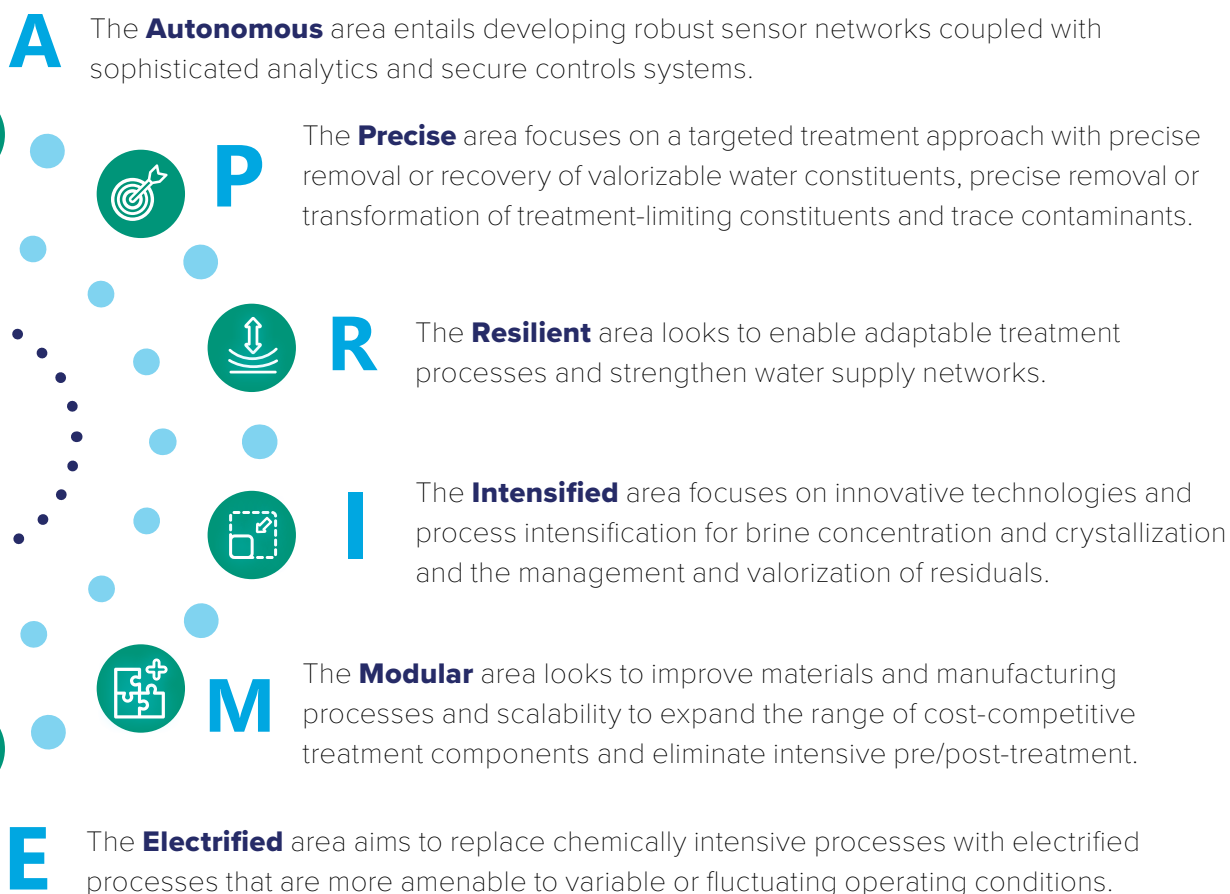 A
The Autonomous area entails developing robust sensor networks coupled with
sophisticated analytics and secure controls systems.
P
The Precise area focuses on a targeted treatment approach with precise
removal or recovery of valorizable water constituents, precise removal or
transformation of treatment-limiting constituents and trace contaminants.
R
The Resilient area looks to enable adaptable treatment
processes and strengthen water supply networks.
I
The Intensified area focuses on innovative technologies and
process intensification for brine concentration and crystallization
and the management and valorization of residuals.
M
The Modular area looks to improve materials and manufacturing
processes and scalability to expand the range of cost-competitive
treatment components and eliminate intensive pre/post-treatment.
E
The Electrified area aims to replace chemically intensive processes with electrified
processes that are more amenable to variable or fluctuating operating conditions.